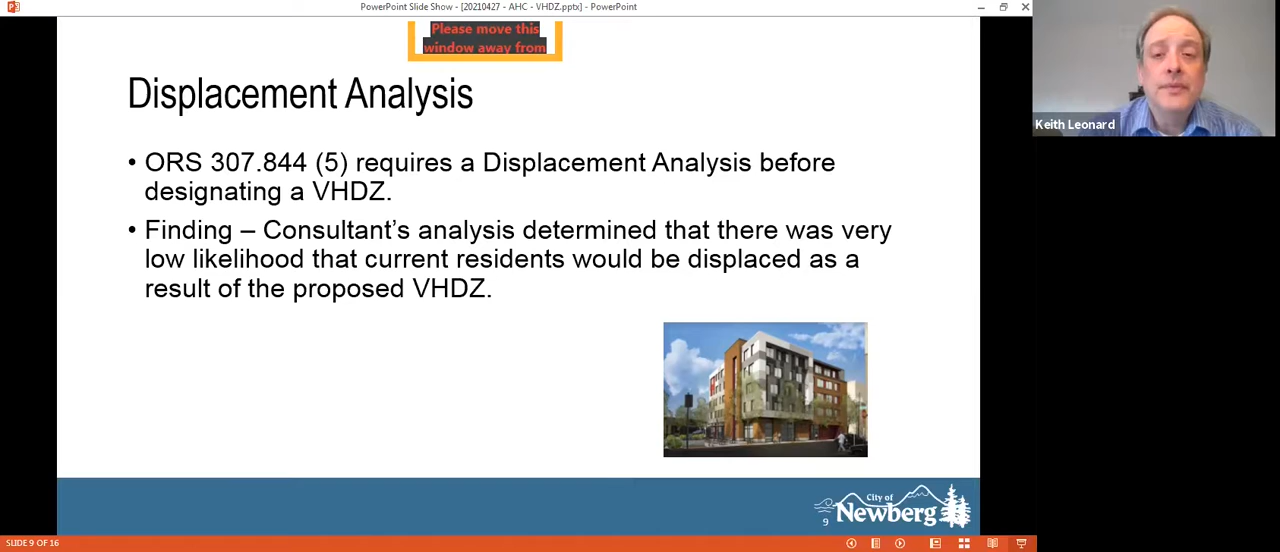 PowerPoint Slide Show - [20210427 - AHC - VHDZ.pptx] - PowerPoint
Please move this
window away from
Displacement Analysis
• ORS 307.844 (5) requires a Displacement Analysis before
designating a VHDZ.
• Finding – Consultant's analysis determined that there was very
low likelihood that current residents would be displaced as a
result of the proposed VHDZ.
Keith Leonard
City of
Newberg
9
SLIDE 9 OF 16